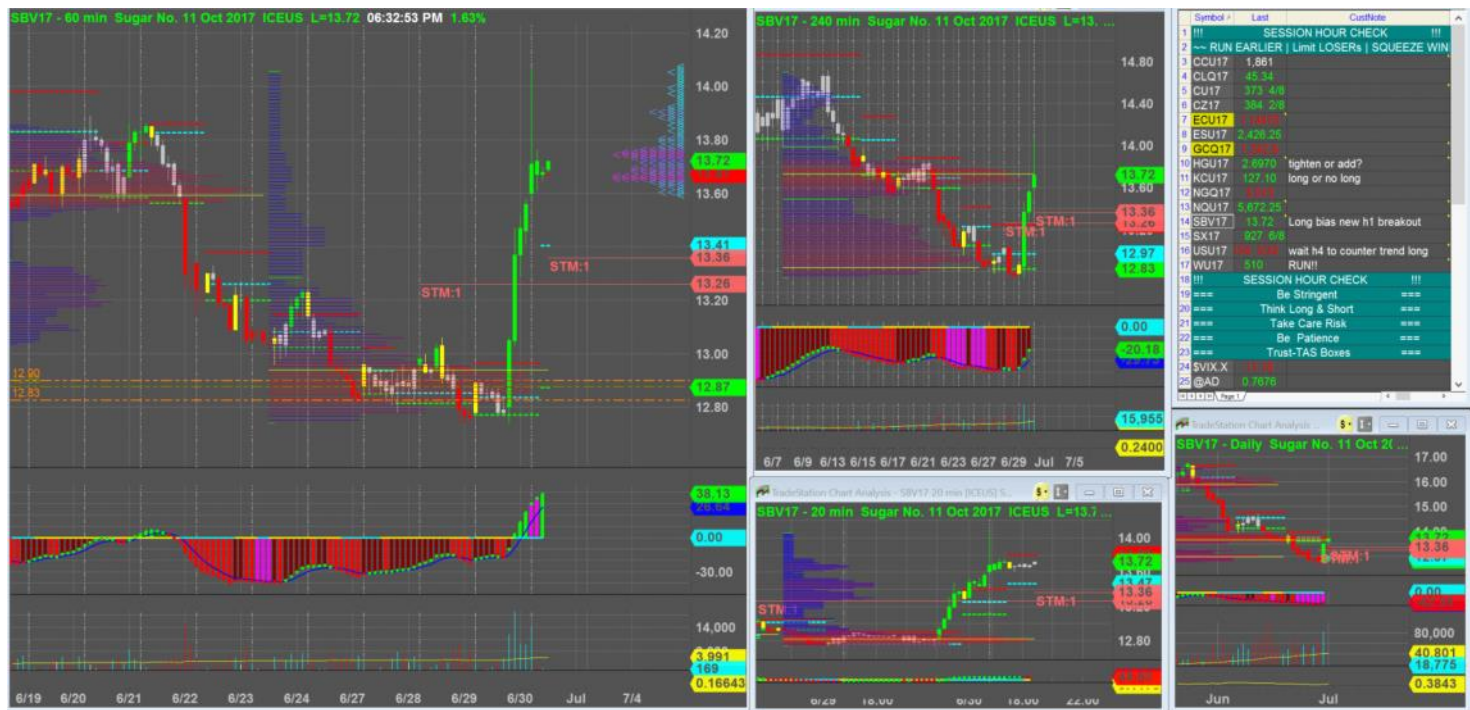 SBV17 - 60 min Sugar No. 11 Oct 2017 ICEUS L=13.72 06:32:53 PM 1.63%
14.20
14.00
13.80
13.72
13.60
13.41
13.36
STM:1
13.26
STM:1
13.20
13.00
12.90
12.87
12.83
12.80
38.13
26.64
0.00
-30.00
14,000
3.991
169
0.16643
6/19 6/20 6/21 6/22 6/23 6/24 6/27 6/28 6/29 6/30 Jul 7/4
SBV17 - 240 min Sugar No. 11 Oct 2017 ICEUS L=13. ...
14.80
14.40
14.00
13.72
13.60
13.36
STM:1
13.26
STM:1
12.97
12.83
0.00
-20.18
15,955
0.2400
6/7 6/9 6/13 6/15 6/17 6/21 6/23 6/27 6/29 Jul 7/5
TradeStation Chart Analysis - SBV17 20 min [ICEUS] S...
SBV17 - 20 min Sugar No. 11 Oct 2017 ICEUS L=13.7 ...
14.00
13.72
13.47
13.36
STM:1
STM:1
12.80
6/29 18:00 6/30 18:00 22:00
Symbol Last CustNote
1 !!! SESSION HOUR CHECK !!!
2 ~~ RUN EARLIER | Limit LOSERs | SQUEEZE WIN
3 CCU17 1,861
4 CLQ17 45.34
5 CU17 373 4/8
6 CZ17 384 2/8
7 ECU17
8 ESU17 2,426.25
9 GCQ17
10 HGU17 2.6970 tighten or add?
11 KCU17 127.10 long or no long
12 NGQ17
13 NQU17 5,672.25
14 SBV17 13.72 Long bias new h1 breakout
15 SX17 927 6/8
16 USU17 wait h4 to counter trend long
17 WU17 510 RUN!!
18 !!! SESSION HOUR CHECK !!!
19 === Be Stringent ===
20 === Think Long & Short ===
21 === Take Care Risk ===
22 === Be Patience ===
23 === Trust-TAS Boxes ===
24 $VIX.X
25 @AD 0.7676
Page 1
TradeStation Chart Analysis ...
SBV17 - Daily Sugar No. 11 Oct 20 ...
17.00
16.00
15.00
13.72
13.36
0.00
80,000
40,801
18,775
0.3843
Jun Jul